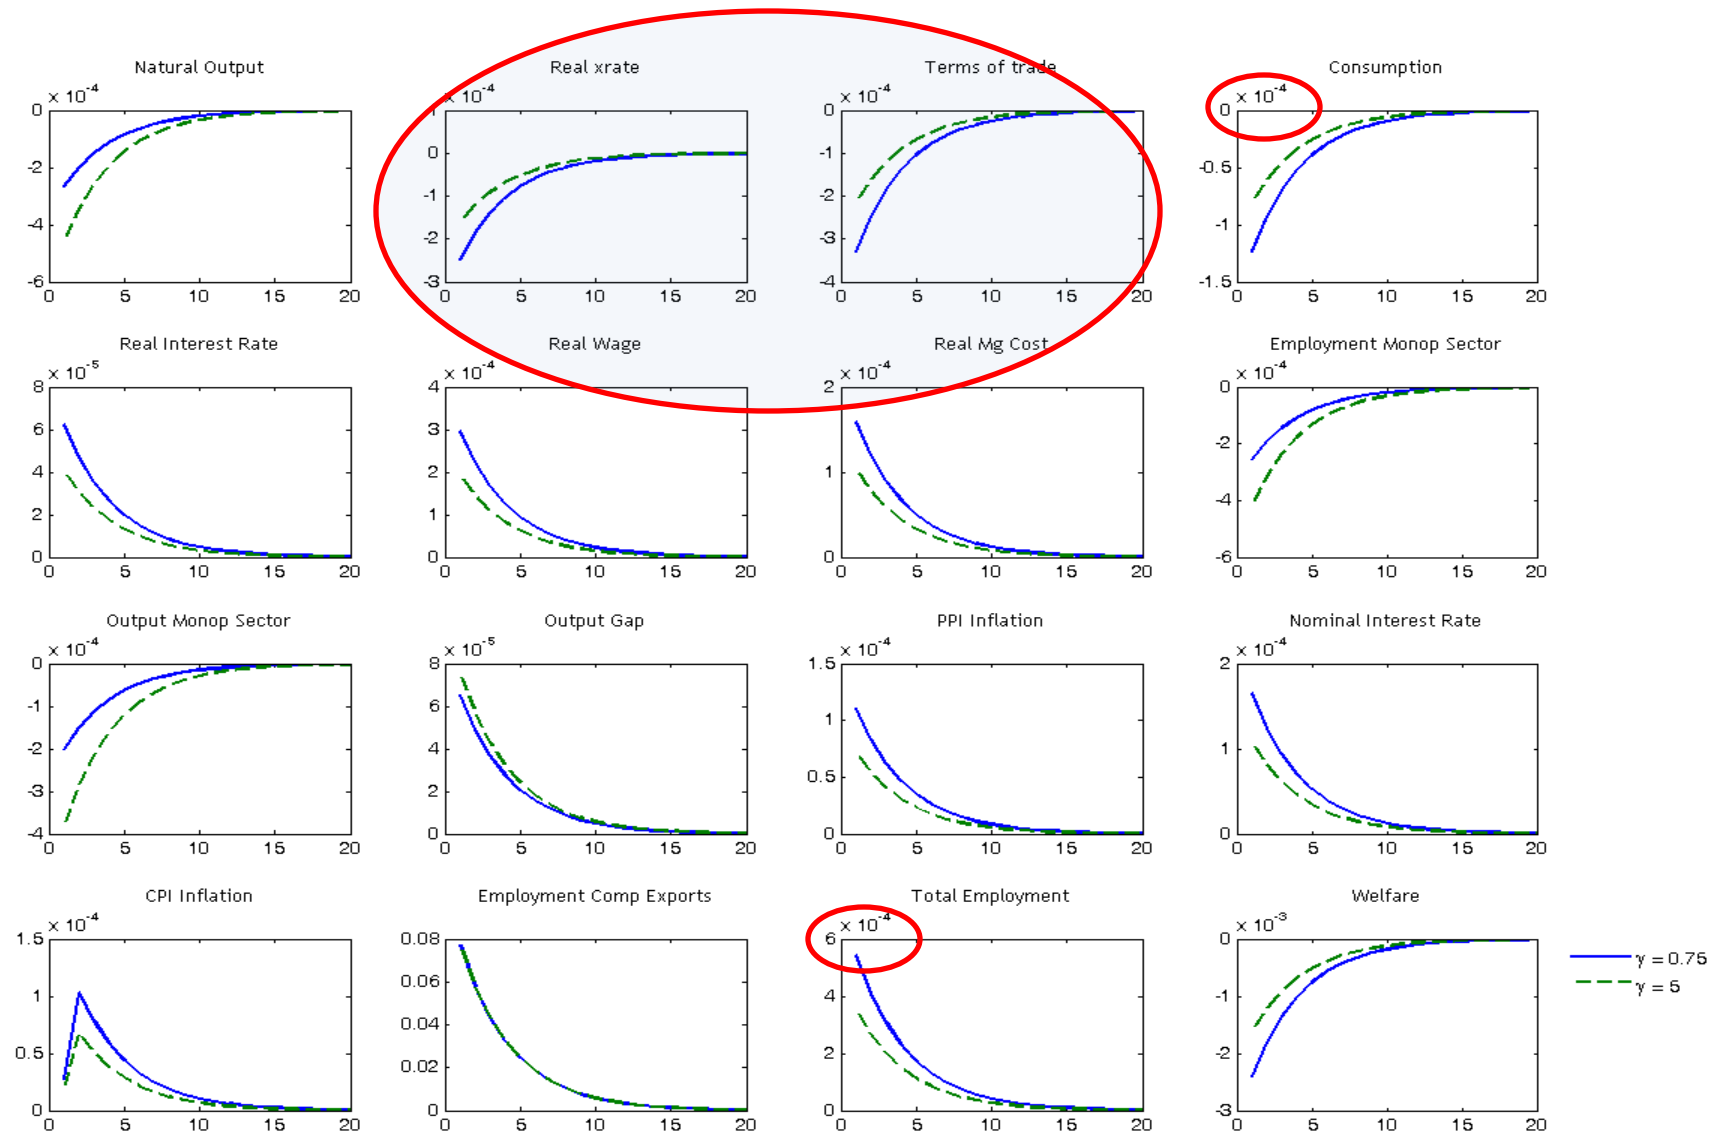 Natural Output
× 10⁻⁴
0
-2
-4
-6
0 5 10 15 20
Real xrate
× 10⁻⁴
1
0
-1
-2
-3
0 5 10 15 20
Terms of trade
× 10⁻⁴
0
-1
-2
-3
-4
0 5 10 15 20
Consumption
× 10⁻⁴
0
-0.5
-1
-1.5
0 5 10 15 20
Real Interest Rate
× 10⁻⁵
8
6
4
2
0
0 5 10 15 20
Real Wage
× 10⁻⁴
4
3
2
1
0
0 5 10 15 20
Real Mg Cost
× 10⁻⁴
2
1
0
0 5 10 15 20
Employment Monop Sector
× 10⁻⁴
0
-2
-4
-6
0 5 10 15 20
Output Monop Sector
× 10⁻⁴
0
-1
-2
-3
-4
0 5 10 15 20
Output Gap
× 10⁻⁵
8
6
4
2
0
0 5 10 15 20
PPI Inflation
× 10⁻⁴
1.5
1
0.5
0
0 5 10 15 20
Nominal Interest Rate
× 10⁻⁴
2
1
0
0 5 10 15 20
CPI Inflation
× 10⁻⁴
1.5
1
0.5
0
0 5 10 15 20
Employment Comp Exports
0.08
0.06
0.04
0.02
0
0 5 10 15 20
Total Employment
× 10⁻⁴
6
4
2
0
0 5 10 15 20
Welfare
× 10⁻³
0
-1
-2
-3
0 5 10 15 20
γ = 0.75
γ = 5